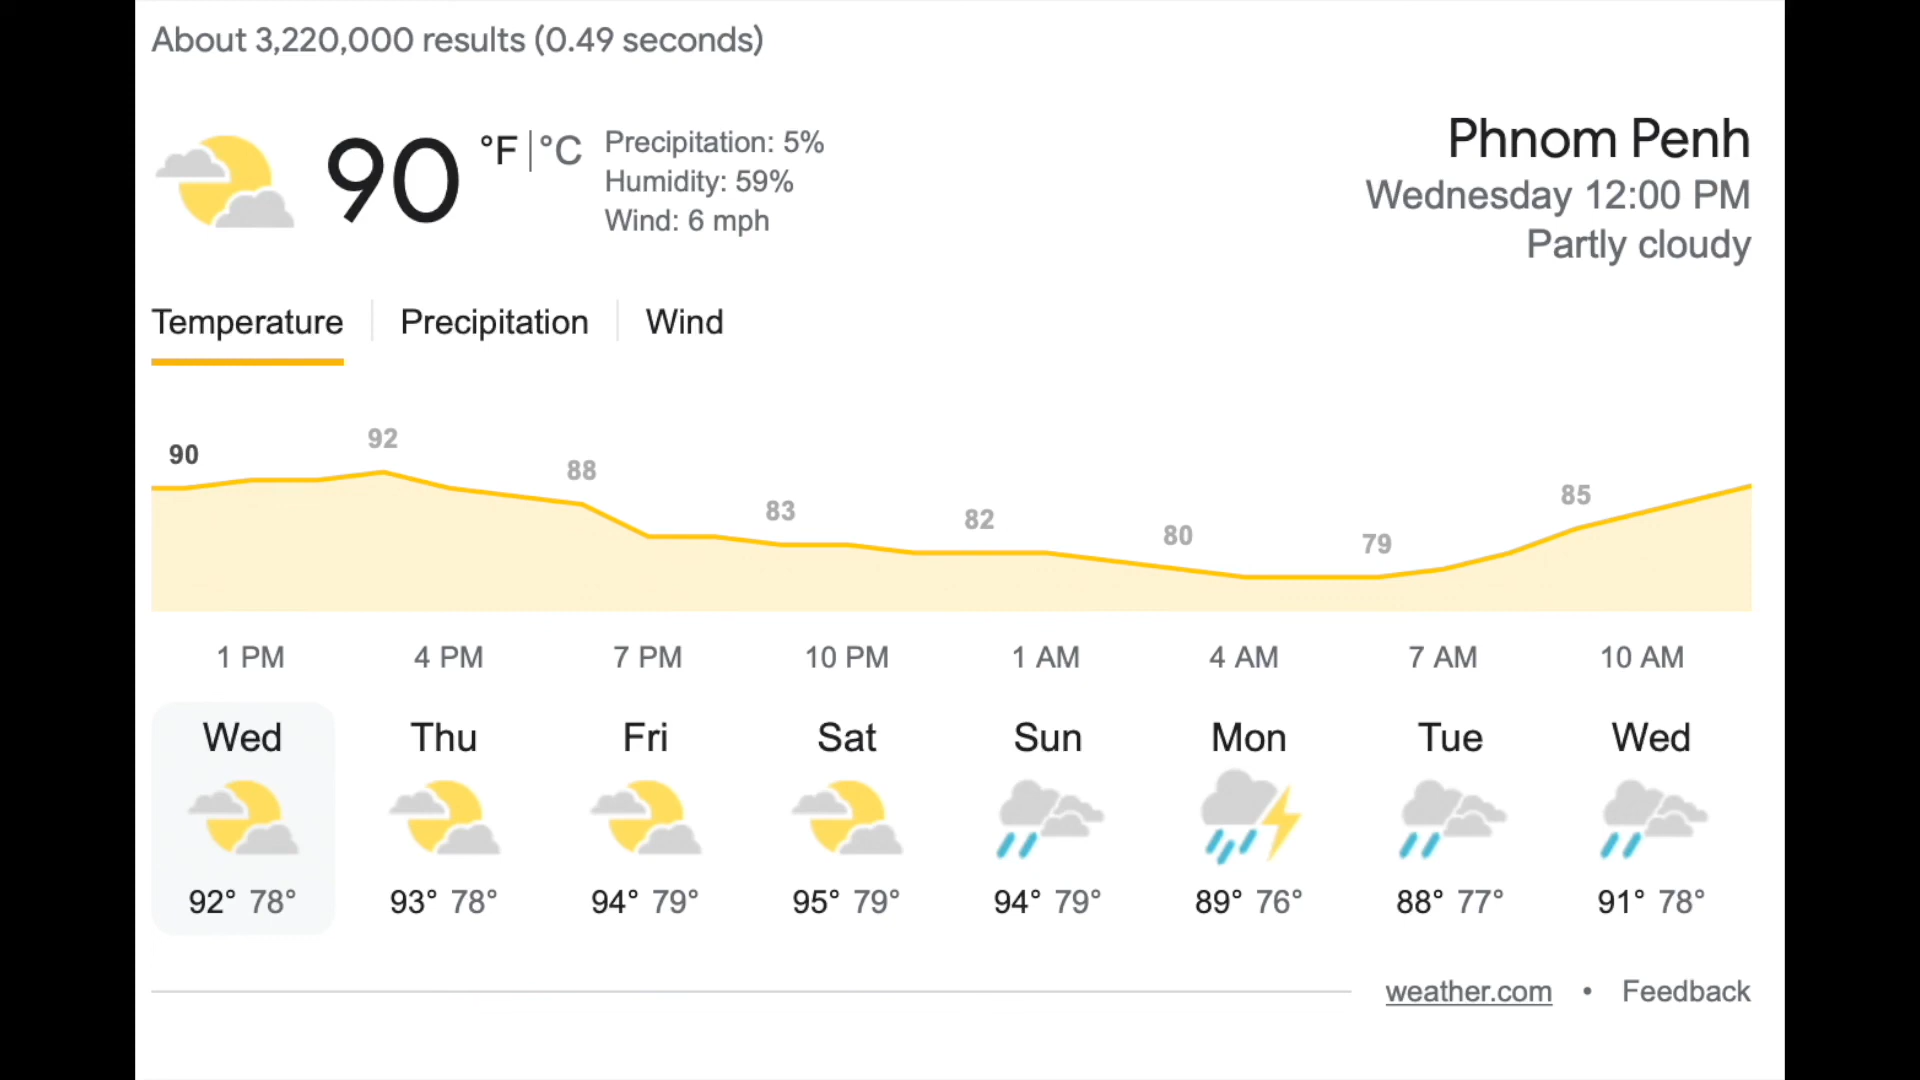 About 3,220,000 results (0.49 seconds)
90 °F | °C
Precipitation: 5%
Humidity: 59%
Wind: 6 mph
Phnom Penh
Wednesday 12:00 PM
Partly cloudy
Temperature | Precipitation | Wind
90 92 88 83 82 80 79 85
1 PM 4 PM 7 PM 10 PM 1 AM 4 AM 7 AM 10 AM
Wed Thu Fri Sat Sun Mon Tue Wed
92° 78° 93° 78° 94° 79° 95° 79° 94° 79° 89° 76° 88° 77° 91° 78°
weather.com • Feedback